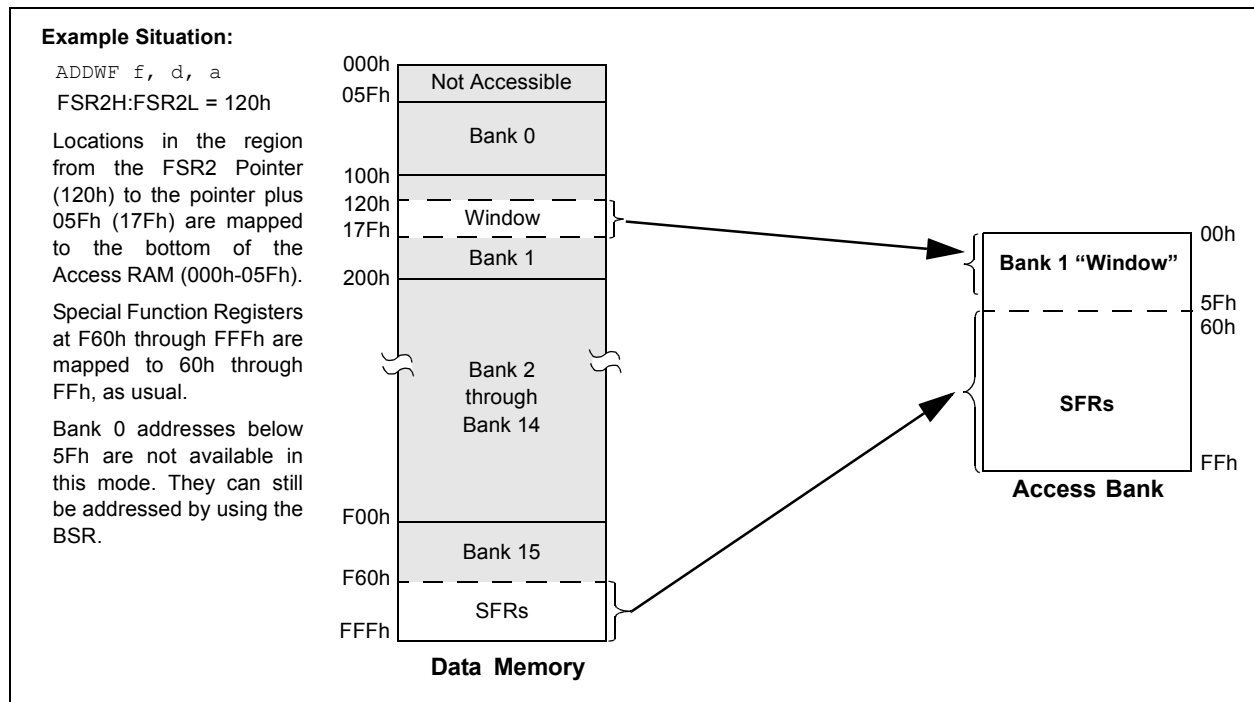 Example Situation:
ADDWF f, d, a
FSR2H:FSR2L = 120h
Locations in the region
from the FSR2 Pointer
(120h) to the pointer plus
05Fh (17Fh) are mapped
to the bottom of the
Access RAM (000h-05Fh).
Special Function Registers
at F60h through FFFh are
mapped to 60h through
FFh, as usual.
Bank 0 addresses below
5Fh are not available in
this mode. They can still
be addressed by using the
BSR.
000h
Not Accessible
05Fh
Bank 0
100h
120h
Window
17Fh
Bank 1
200h
Bank 2
through
Bank 14
F00h
Bank 15
F60h
SFRs
FFFh
Data Memory
00h
Bank 1 “Window”
5Fh
60h
SFRs
FFh
Access Bank